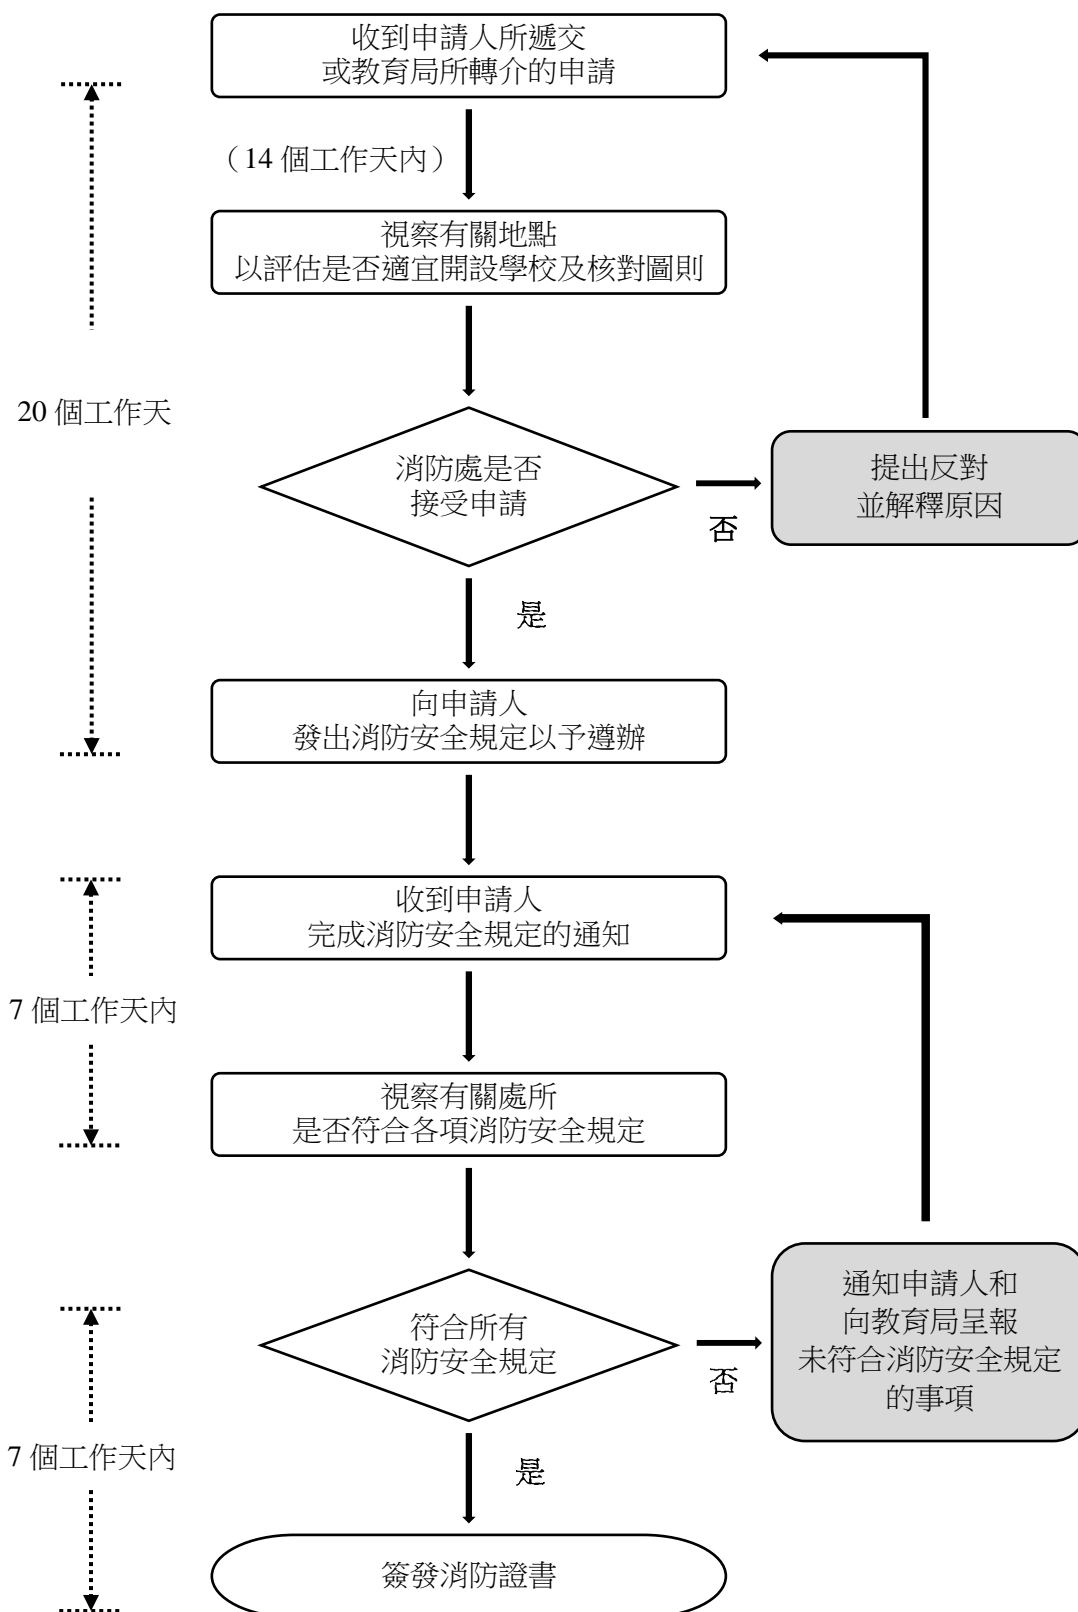 收到申請人所遞交
或教育局所轉介的申請
（14 個工作天內）
視察有關地點
以評估是否適宜開設學校及核對圖則
20 個工作天
消防處是否
接受申請
否
提出反對
並解釋原因
是
向申請人
發出消防安全規定以予遵辦
收到申請人
完成消防安全規定的通知
7 個工作天內
視察有關處所
是否符合各項消防安全規定
符合所有
消防安全規定
否
通知申請人和
向教育局呈報
未符合消防安全規定
的事項
7 個工作天內
是
簽發消防證書